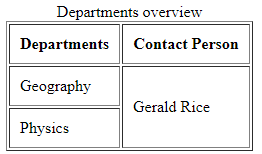 Departments overview
Departments Contact Person
Geography
Gerald Rice
Physics